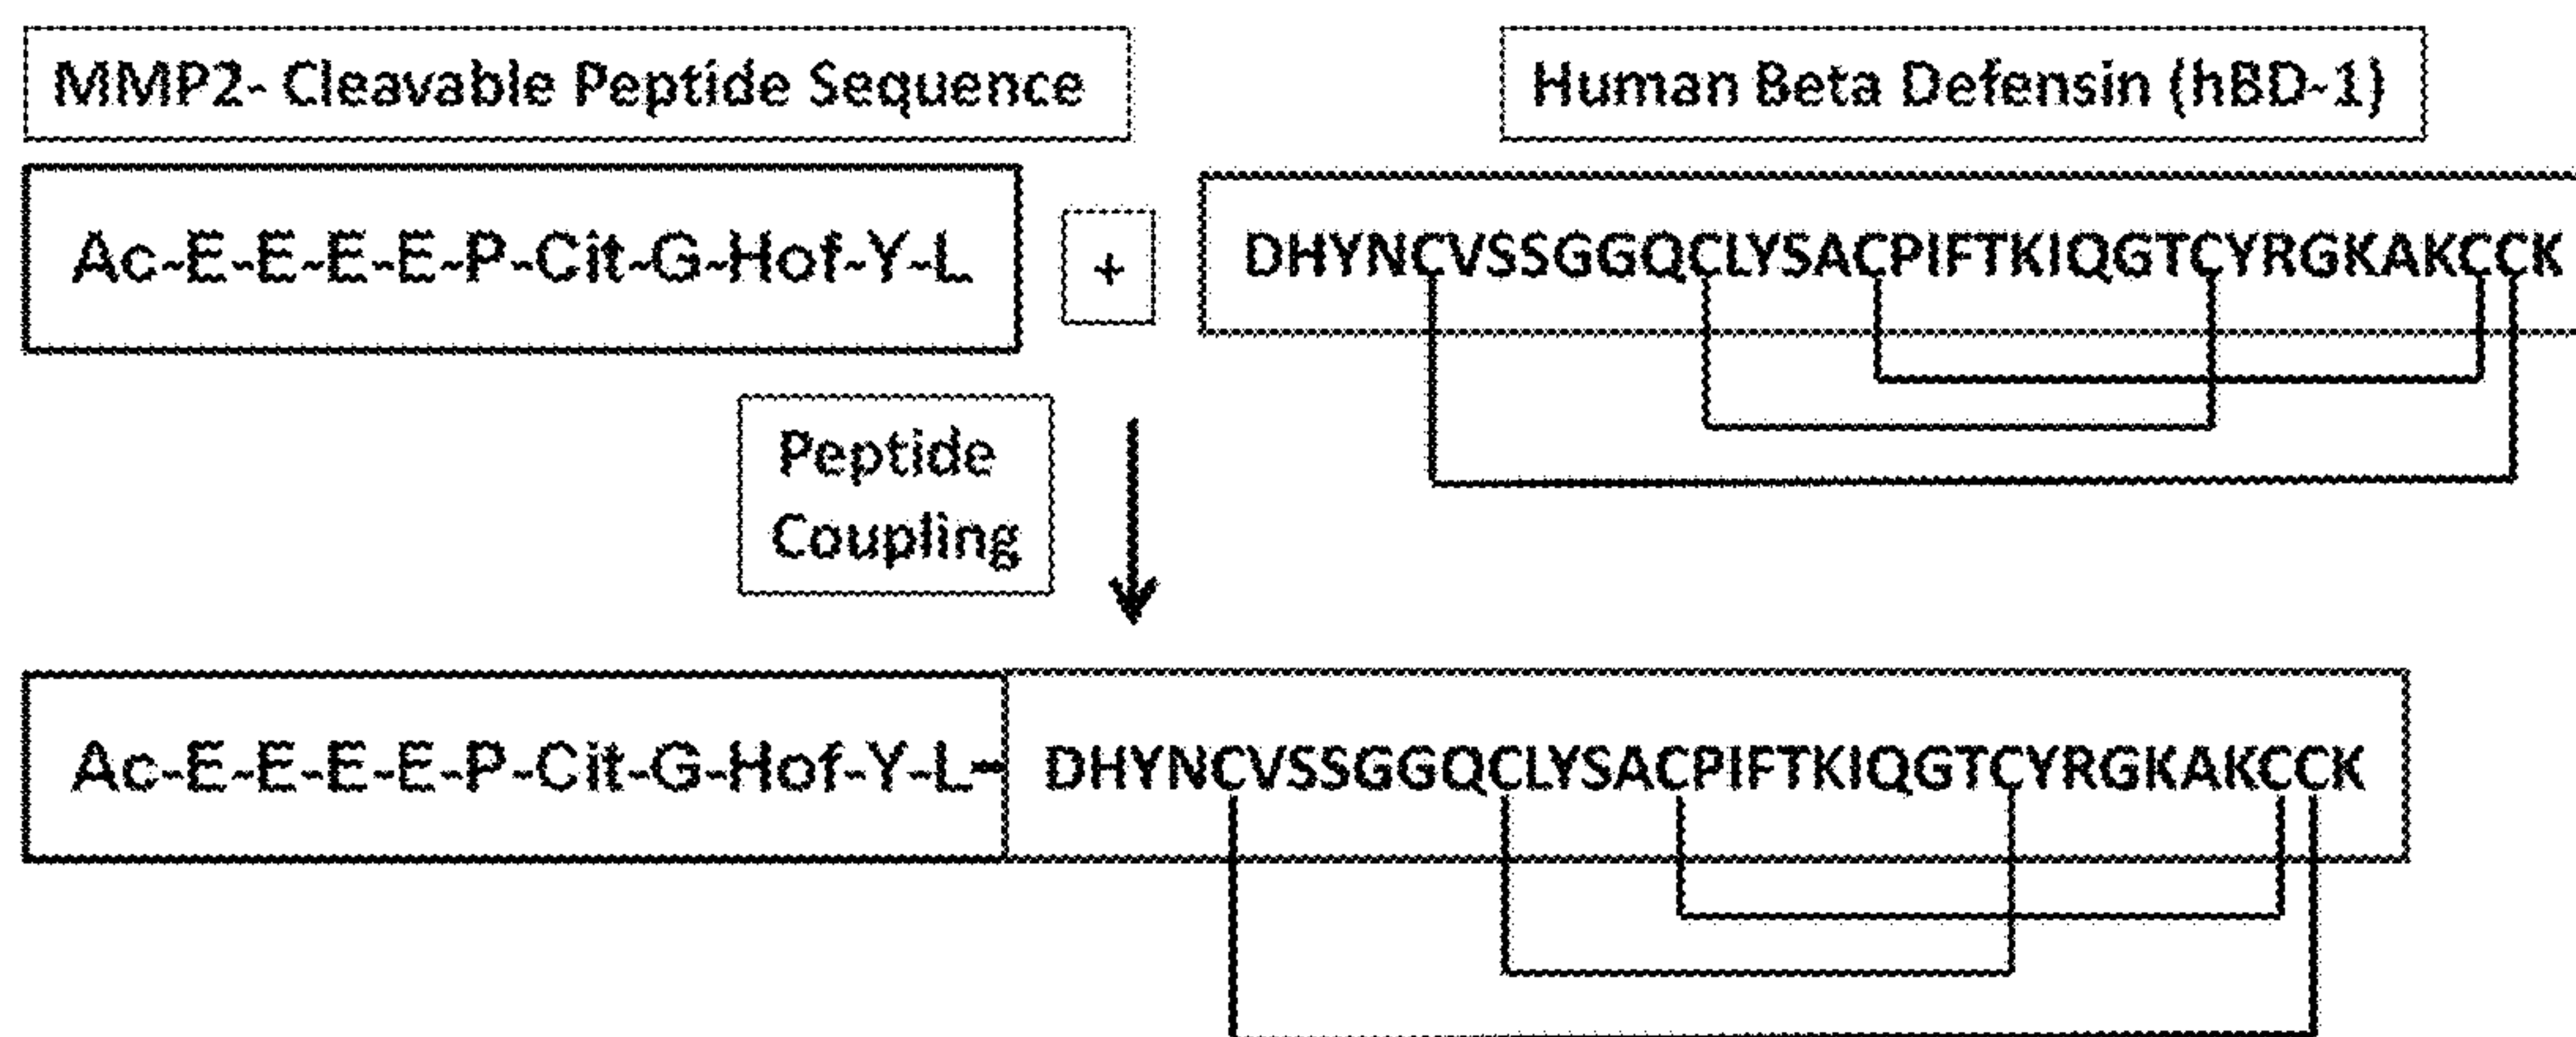 MMP2- Cleavable Peptide Sequence
Human Beta Defensin (hBD-1)
Ac-E-E-E-E-P-Cit-G-Hof-Y-L
+
DHYNCVSSGGQCLYSACPIFTKIQGTCYRGKAKCCK
Peptide
Coupling
Ac-E-E-E-E-P-Cit-G-Hof-Y-L-
DHYNCVSSGGQCLYSACPIFTKIQGTCYRGKAKCCK